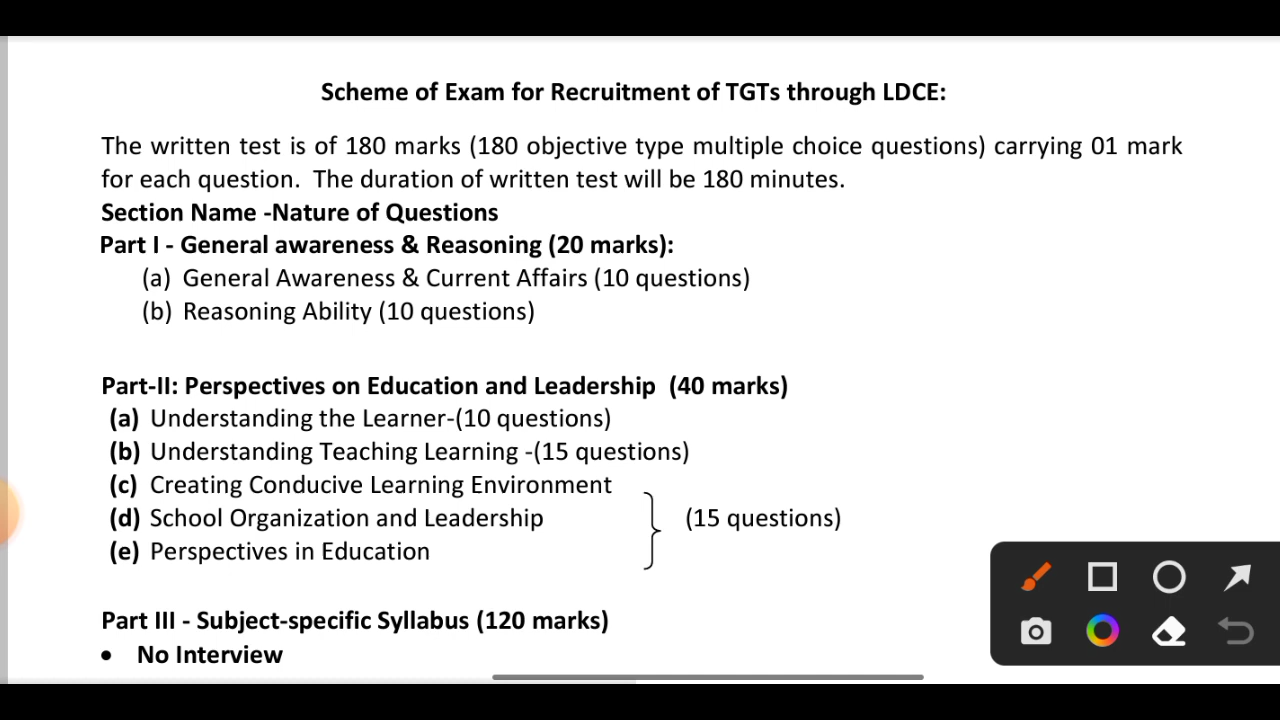 Scheme of Exam for Recruitment of TGTs through LDCE:
The written test is of 180 marks (180 objective type multiple choice questions) carrying 01 mark
for each question.  The duration of written test will be 180 minutes.
Section Name -Nature of Questions
Part I - General awareness & Reasoning (20 marks):
(a) General Awareness & Current Affairs (10 questions)
(b) Reasoning Ability (10 questions)
Part-II: Perspectives on Education and Leadership  (40 marks)
(a) Understanding the Learner-(10 questions)
(b) Understanding Teaching Learning -(15 questions)
(c) Creating Conducive Learning Environment
(d) School Organization and Leadership (15 questions)
(e) Perspectives in Education
Part III - Subject-specific Syllabus (120 marks)
• No Interview